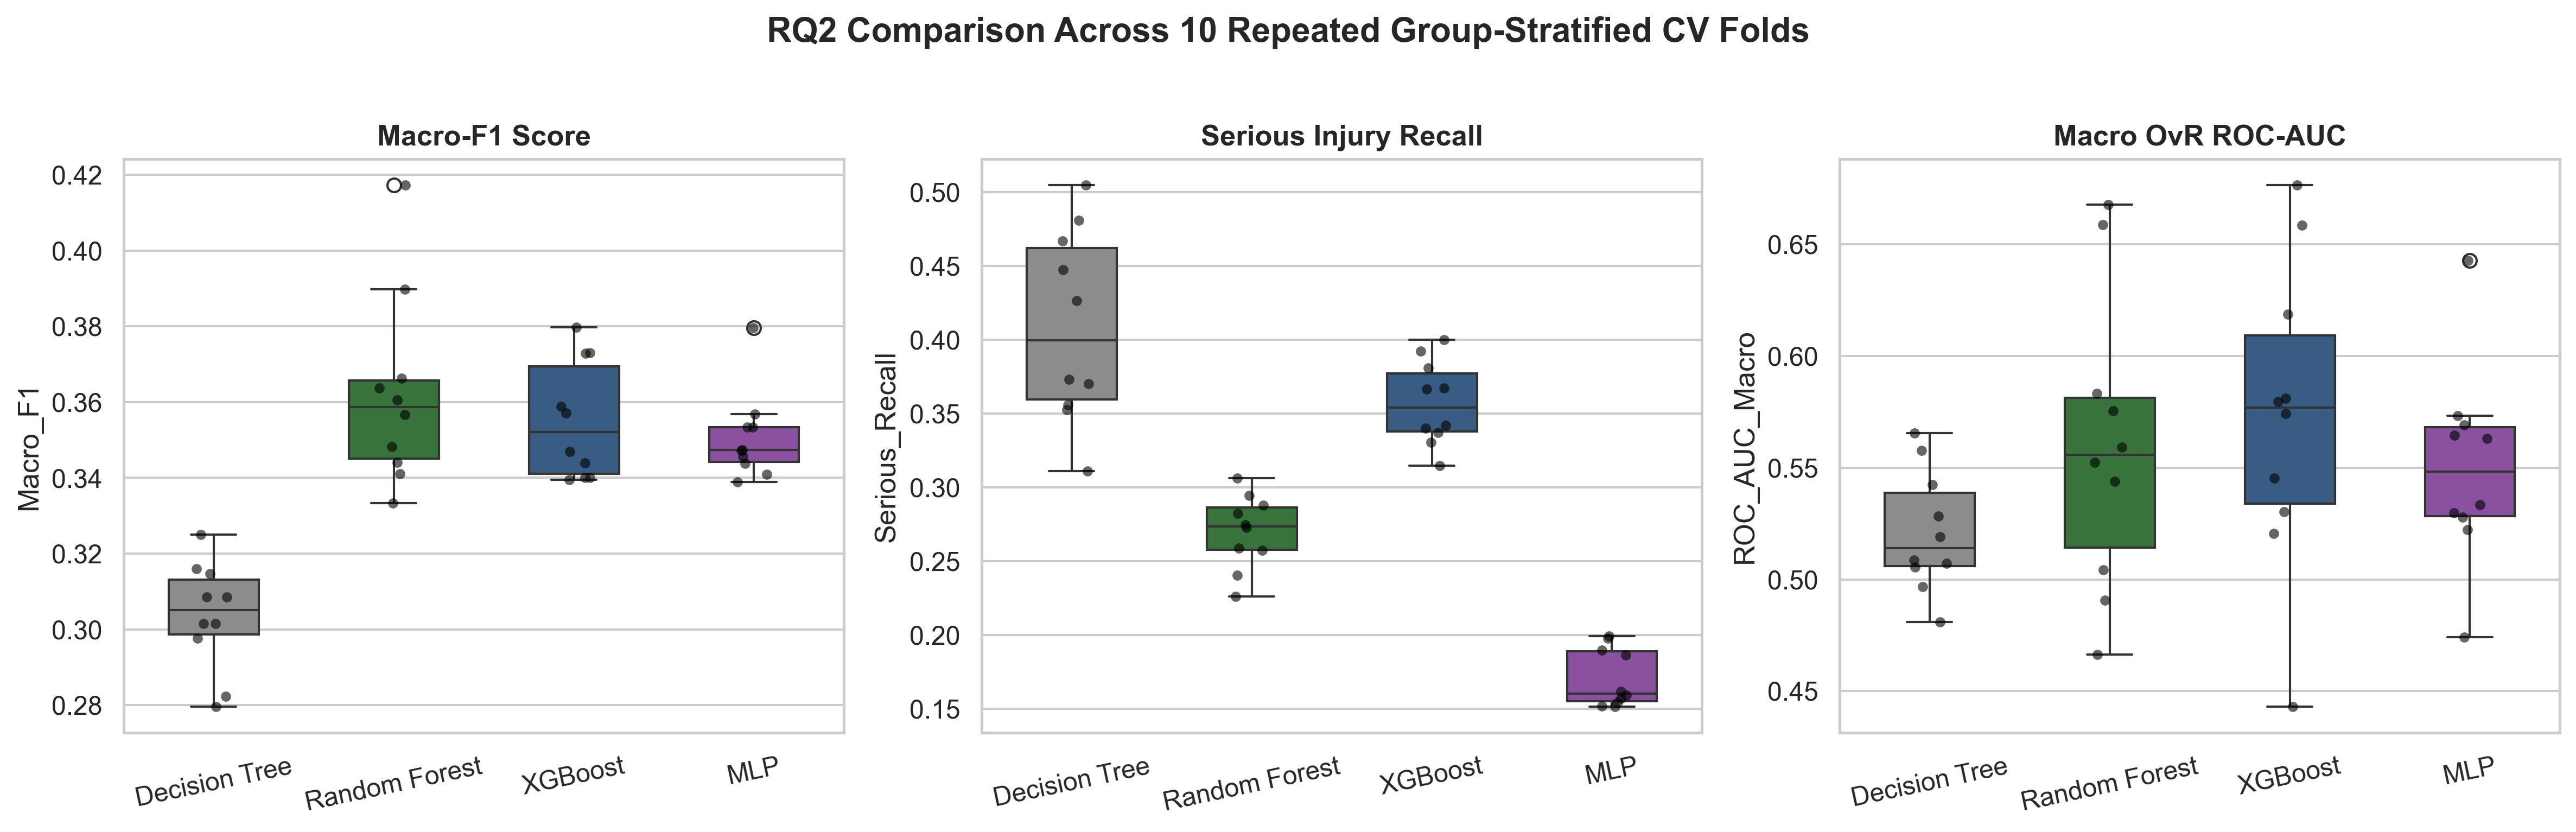 RQ2 Comparison Across 10 Repeated Group-Stratified CV Folds
Macro-F1 Score
Macro_F1
0.42
0.40
0.38
0.36
0.34
0.32
0.30
0.28
Decision Tree
Random Forest
XGBoost
MLP
Serious Injury Recall
Serious_Recall
0.50
0.45
0.40
0.35
0.30
0.25
0.20
0.15
Decision Tree
Random Forest
XGBoost
MLP
Macro OvR ROC-AUC
ROC_AUC_Macro
0.65
0.60
0.55
0.50
0.45
Decision Tree
Random Forest
XGBoost
MLP